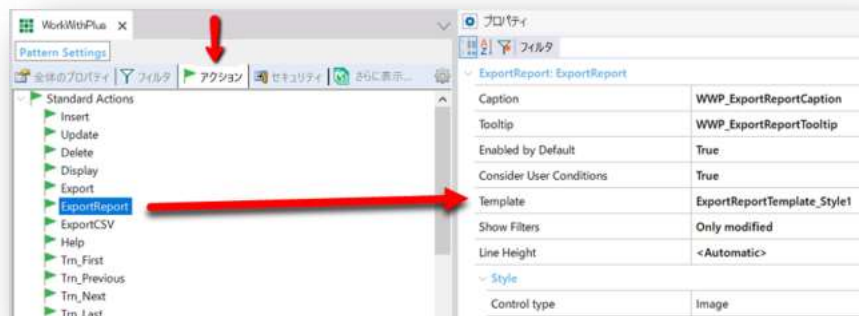 WorkWithPlus
Pattern Settings
全体のプロパティ フィルタ アクション セキュリティ さらに表示...
Standard Actions
Insert
Update
Delete
Display
Export
ExportReport
ExportCSV
Help
Trn_First
Trn_Previous
Trn_Next
Trn_Last
プロパティ
フィルタ
ExportReport: ExportReport
Caption WWP_ExportReportCaption
Tooltip WWP_ExportReportTooltip
Enabled by Default True
Consider User Conditions True
Template ExportReportTemplate_Style1
Show Filters Only modified
Line Height <Automatic>
Style
Control type Image